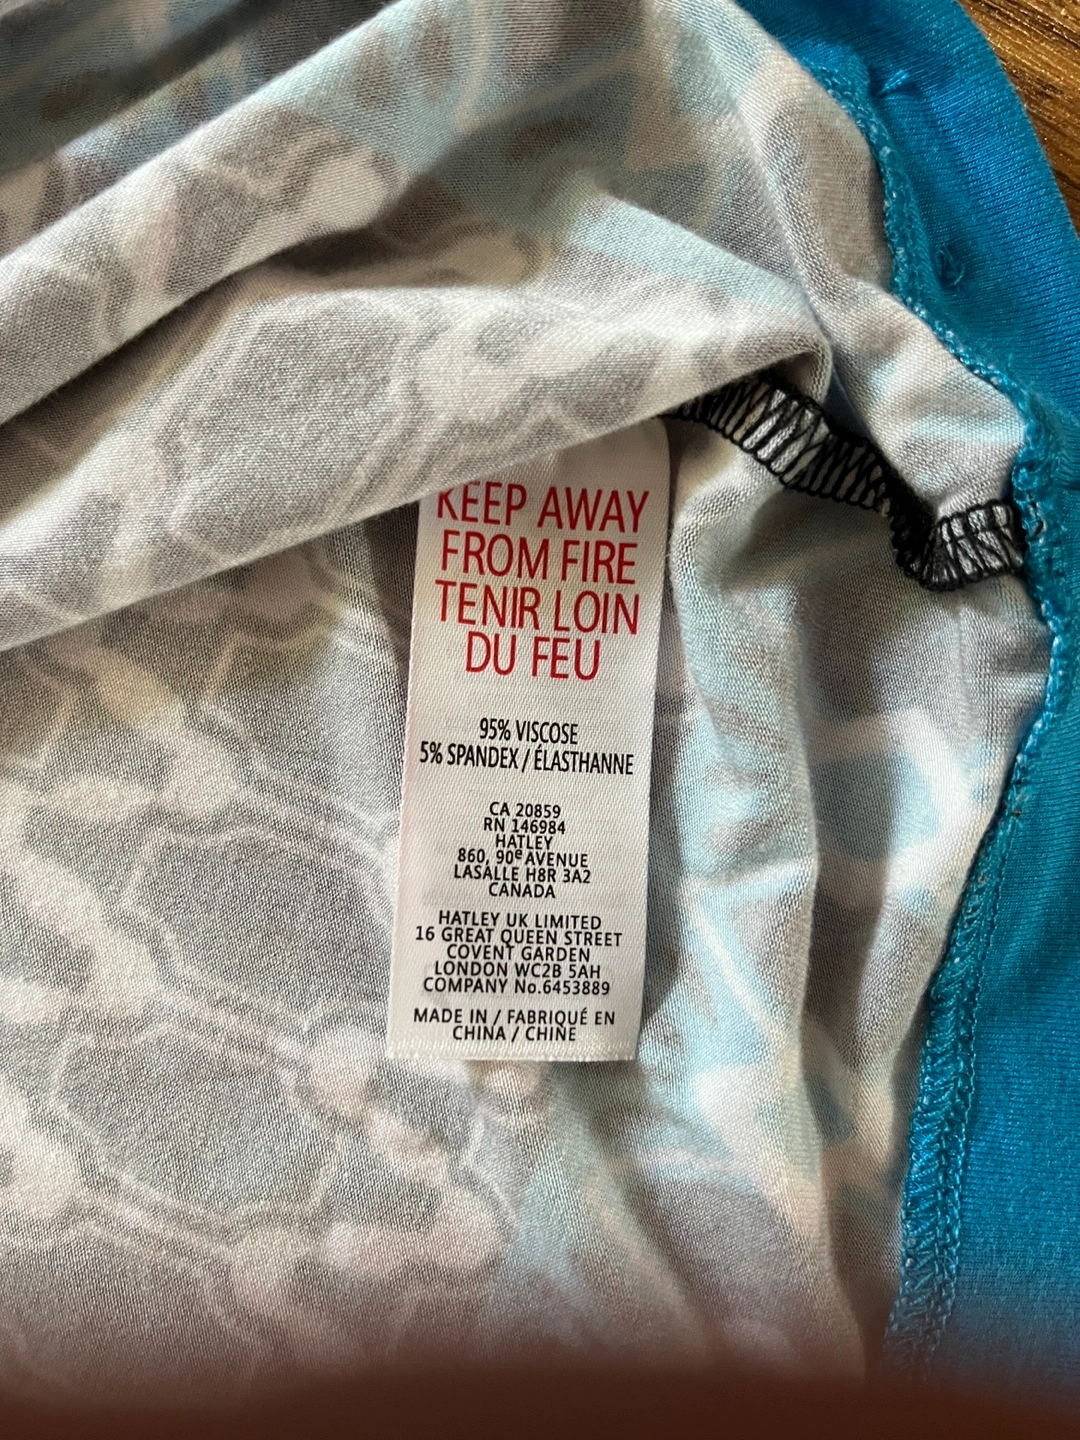 KEEP AWAY
FROM FIRE
TENIR LOIN
DU FEU
95% VISCOSE
5% SPANDEX / ÉLASTHANNE
CA 20859
RN 146984
HATLEY
860, 90e AVENUE
LASALLE H8R 3A2
CANADA
HATLEY UK LIMITED
16 GREAT QUEEN STREET
COVENT GARDEN
LONDON WC2B 5AH
COMPANY No.6453889
MADE IN / FABRIQUÉ EN
CHINA / CHINE